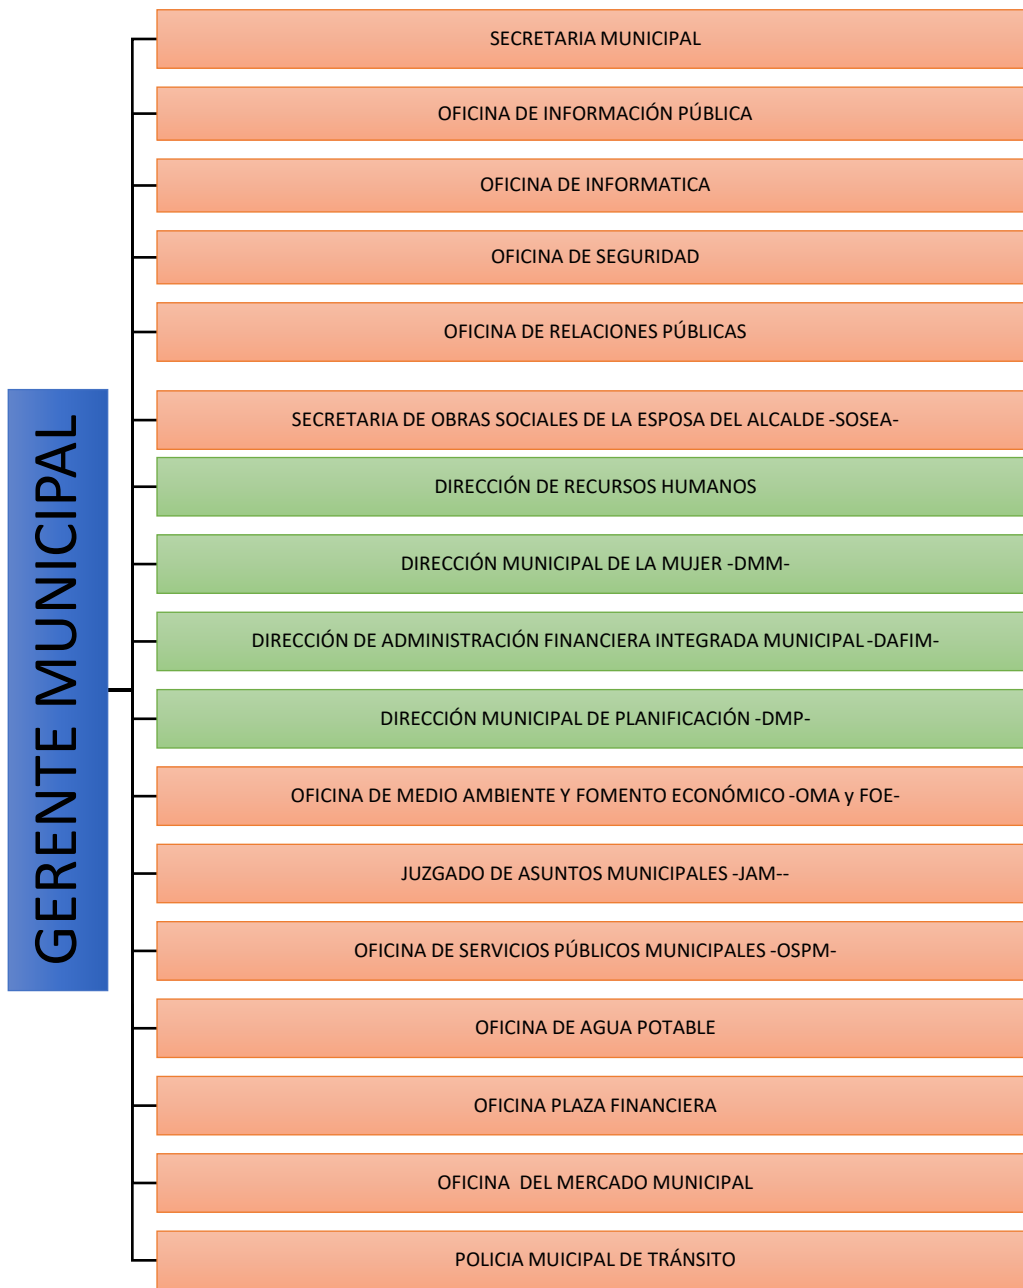 GERENTE MUNICIPAL
SECRETARIA MUNICIPAL
OFICINA DE INFORMACIÓN PÚBLICA
OFICINA DE INFORMATICA
OFICINA DE SEGURIDAD
OFICINA DE RELACIONES PÚBLICAS
SECRETARIA DE OBRAS SOCIALES DE LA ESPOSA DEL ALCALDE -SOSEA-
DIRECCIÓN DE RECURSOS HUMANOS
DIRECCIÓN MUNICIPAL DE LA MUJER -DMM-
DIRECCIÓN DE ADMINISTRACIÓN FINANCIERA INTEGRADA MUNICIPAL -DAFIM-
DIRECCIÓN MUNICIPAL DE PLANIFICACIÓN -DMP-
OFICINA DE MEDIO AMBIENTE Y FOMENTO ECONÓMICO -OMA y FOE-
JUZGADO DE ASUNTOS MUNICIPALES -JAM--
OFICINA DE SERVICIOS PÚBLICOS MUNICIPALES -OSPM-
OFICINA DE AGUA POTABLE
OFICINA PLAZA FINANCIERA
OFICINA DEL MERCADO MUNICIPAL
POLICIA MUICIPAL DE TRÁNSITO